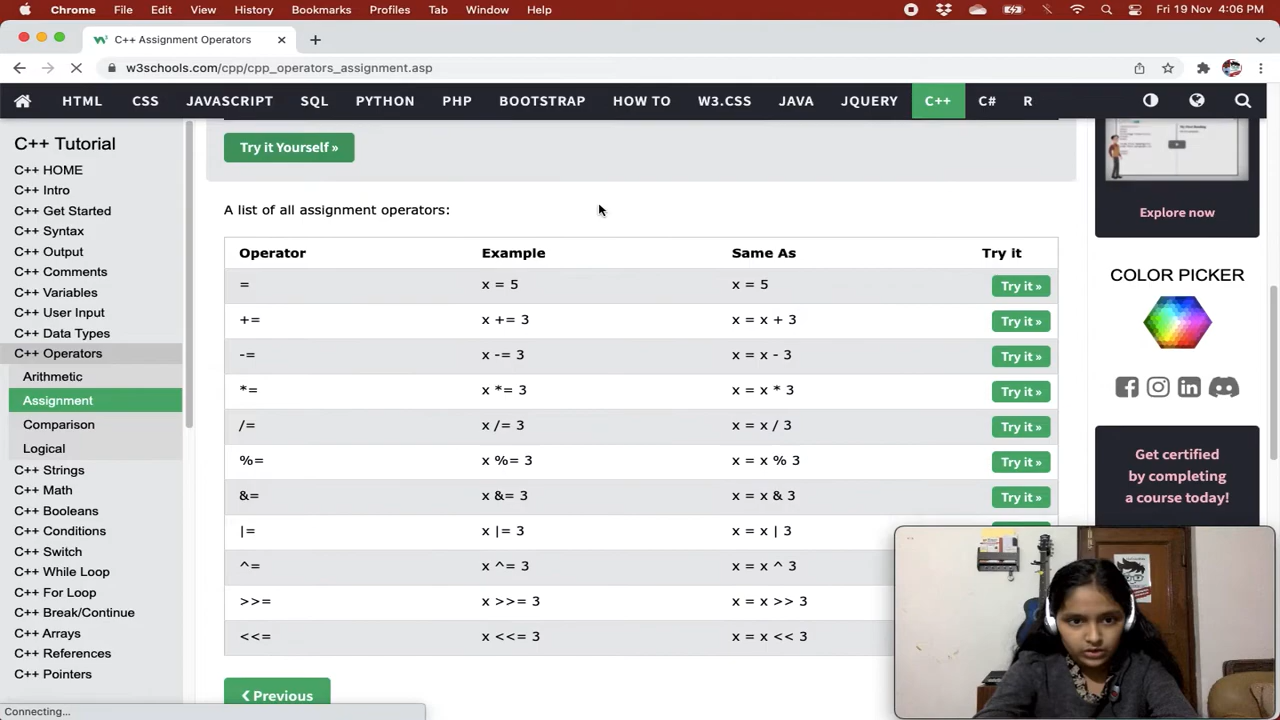 Chrome File Edit View History Bookmarks Profiles Tab Window Help Fri 19 Nov 4:06 PM
C++ Assignment Operators
w3schools.com/cpp/cpp_operators_assignment.asp
HTML CSS JAVASCRIPT SQL PYTHON PHP BOOTSTRAP HOW TO W3.CSS JAVA JQUERY C++ C# R
C++ Tutorial
C++ HOME
C++ Intro
C++ Get Started
C++ Syntax
C++ Output
C++ Comments
C++ Variables
C++ User Input
C++ Data Types
C++ Operators
Arithmetic
Assignment
Comparison
Logical
C++ Strings
C++ Math
C++ Booleans
C++ Conditions
C++ Switch
C++ While Loop
C++ For Loop
C++ Break/Continue
C++ Arrays
C++ References
C++ Pointers
Connecting...
Try it Yourself »
A list of all assignment operators:
Operator Example Same As Try it
= x = 5 x = 5 Try it »
+= x += 3 x = x + 3 Try it »
-= x -= 3 x = x - 3 Try it »
*= x *= 3 x = x * 3 Try it »
/= x /= 3 x = x / 3 Try it »
%= x %= 3 x = x % 3 Try it »
&= x &= 3 x = x & 3 Try it »
|= x |= 3 x = x | 3
^= x ^= 3 x = x ^ 3
>>= x >>= 3 x = x >> 3
<<= x <<= 3 x = x << 3
❮ Previous
Explore now
COLOR PICKER
Get certified
by completing
a course today!